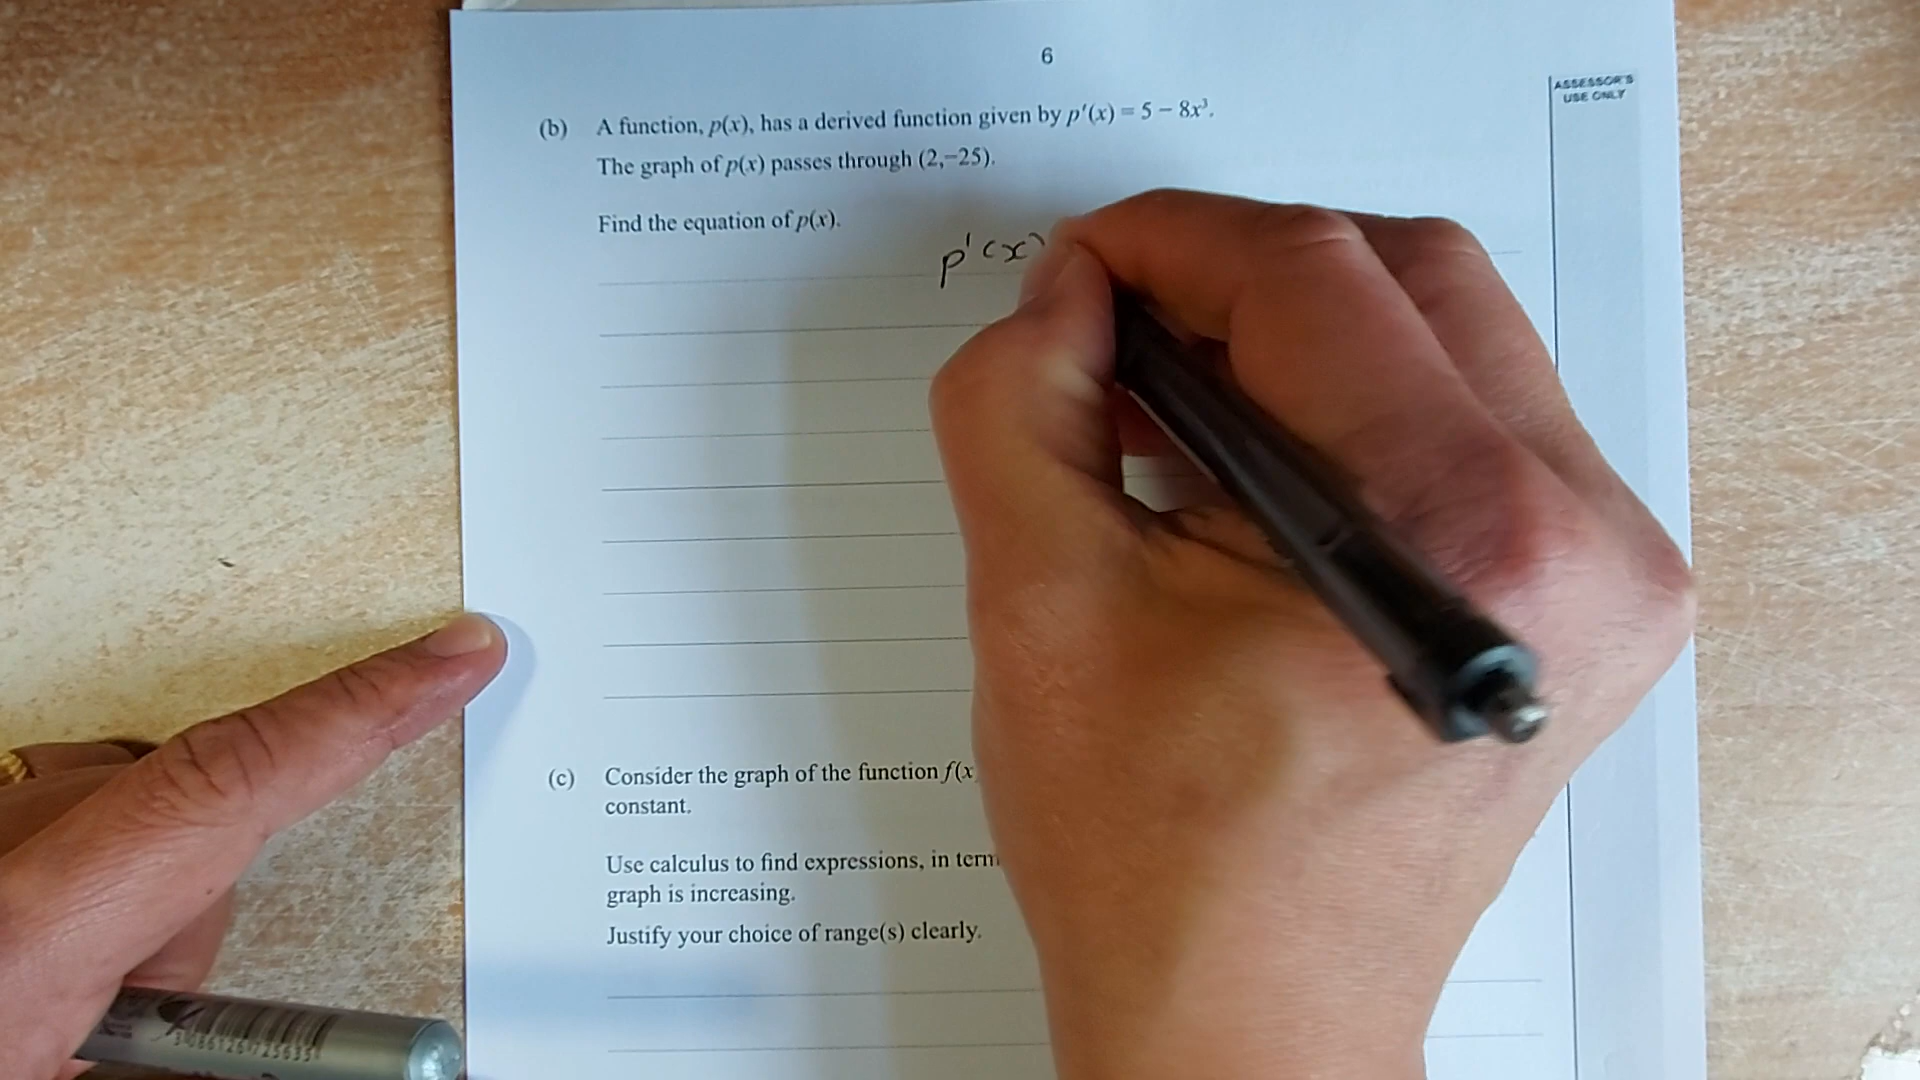 6
ASSESSOR'S
USE ONLY
(b) A function, p(x), has a derived function given by p′(x) = 5 – 8x³.
The graph of p(x) passes through (2,–25).
Find the equation of p(x).
p'(x)
(c) Consider the graph of the function f(x
constant.
Use calculus to find expressions, in term
graph is increasing.
Justify your choice of range(s) clearly.